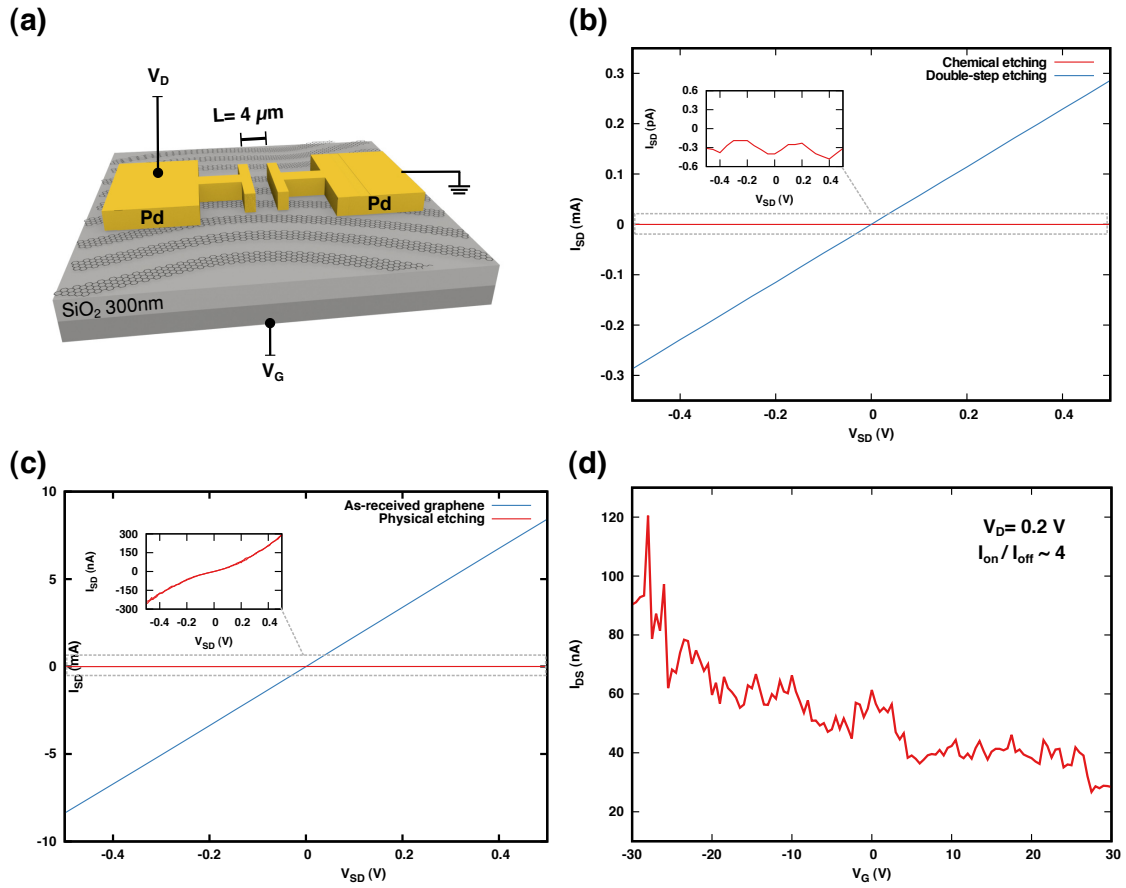 (a)
V_D
L= 4 μm
Pd
Pd
SiO₂ 300nm
V_G
(b)
Chemical etching
Double-step etching
I_SD (mA)
0.3
0.2
0.1
0
-0.1
-0.2
-0.3
-0.4
-0.2
0
0.2
0.4
V_SD (V)
I_SD (pA)
0.6
0.3
0
-0.3
-0.6
-0.4
-0.2
0.0
0.2
0.4
V_SD (V)
(c)
As-received graphene
Physical etching
I_SD (mA)
10
5
0
-5
-10
-0.4
-0.2
0
0.2
0.4
V_SD (V)
I_SD (nA)
300
150
0
-150
-300
-0.4
-0.2
0
0.2
0.4
V_SD (V)
(d)
V_D= 0.2 V
I_on / I_off ~ 4
I_DS (nA)
120
100
80
60
40
20
10
-30
-20
-10
0
10
20
30
V_G (V)